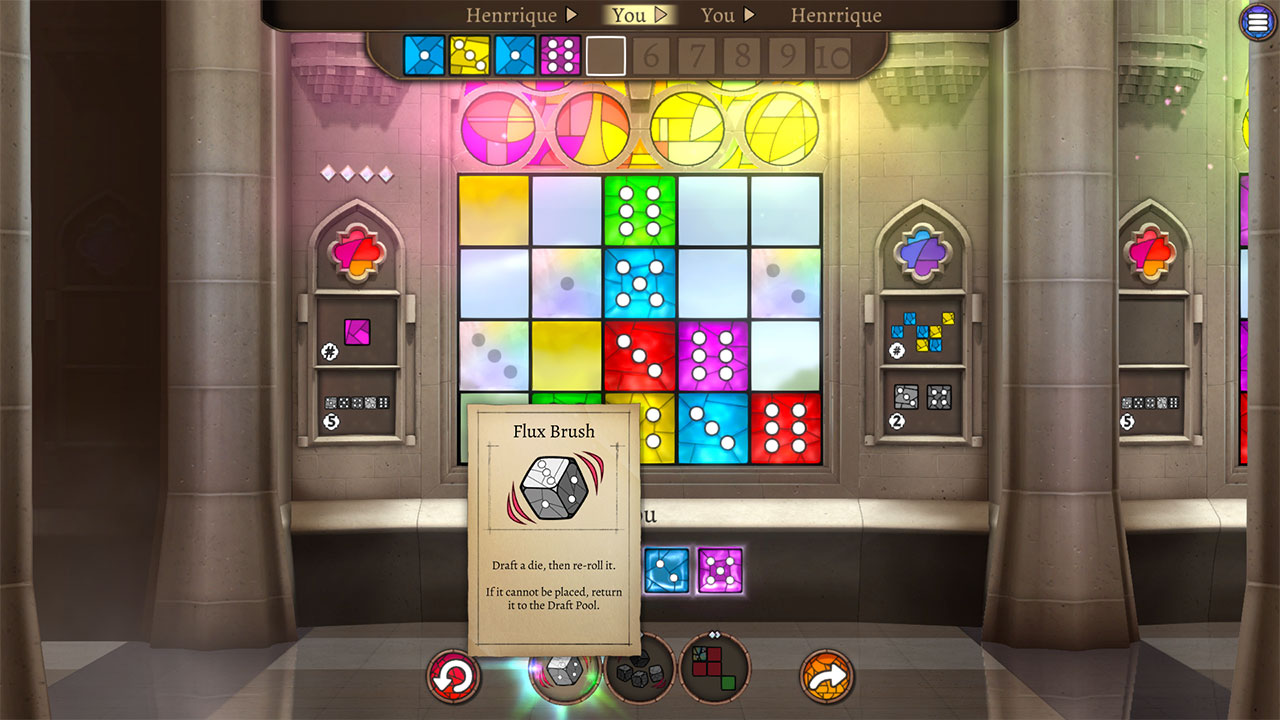 Henrrique You You Henrrique
6 7 8 9 10
#
5
#
2
5
Flux Brush
Draft a die, then re-roll it.
If it cannot be placed, return
it to the Draft Pool.